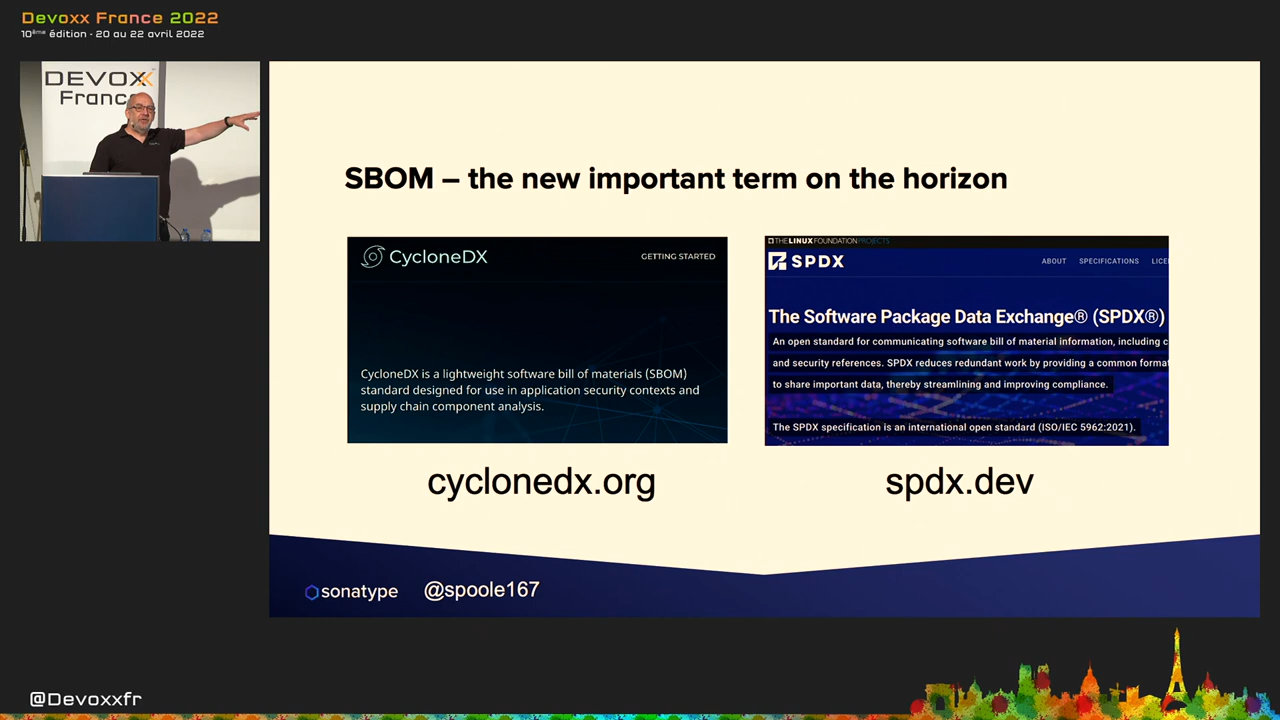 Devoxx France 2022
10ème édition - 20 au 22 avril 2022
DEVOXX
France
SBOM – the new important term on the horizon
CycloneDX
GETTING STARTED
CycloneDX is a lightweight software bill of materials (SBOM)
standard designed for use in application security contexts and
supply chain component analysis.
cyclonedx.org
THE LINUX FOUNDATION PROJECTS
SPDX
ABOUT SPECIFICATIONS LICE
The Software Package Data Exchange® (SPDX®)
An open standard for communicating software bill of material information, including c
and security references. SPDX reduces redundant work by providing a common format
to share important data, thereby streamlining and improving compliance.
The SPDX specification is an international open standard (ISO/IEC 5962:2021).
spdx.dev
sonatype @spoole167
@Devoxxfr